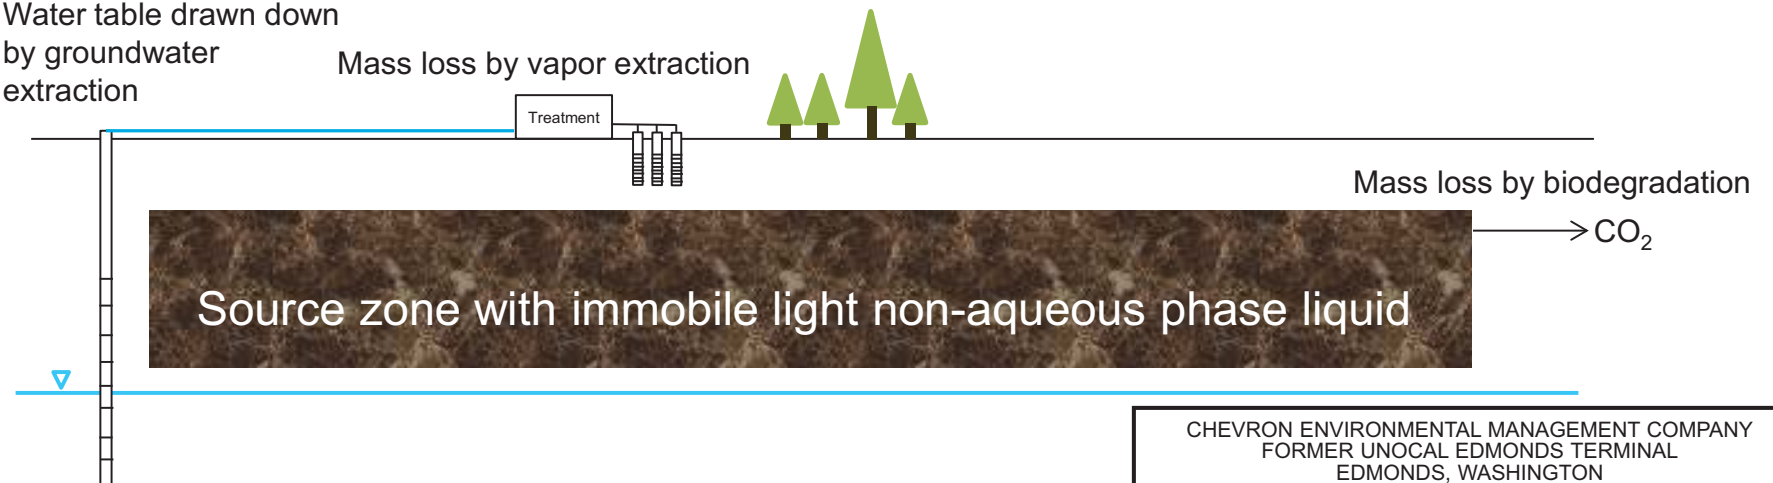 Water table drawn down
by groundwater
extraction
Mass loss by vapor extraction
Treatment
Mass loss by biodegradation
CO₂
Source zone with immobile light non-aqueous phase liquid
CHEVRON ENVIRONMENTAL MANAGEMENT COMPANY
FORMER UNOCAL EDMONDS TERMINAL
EDMONDS, WASHINGTON